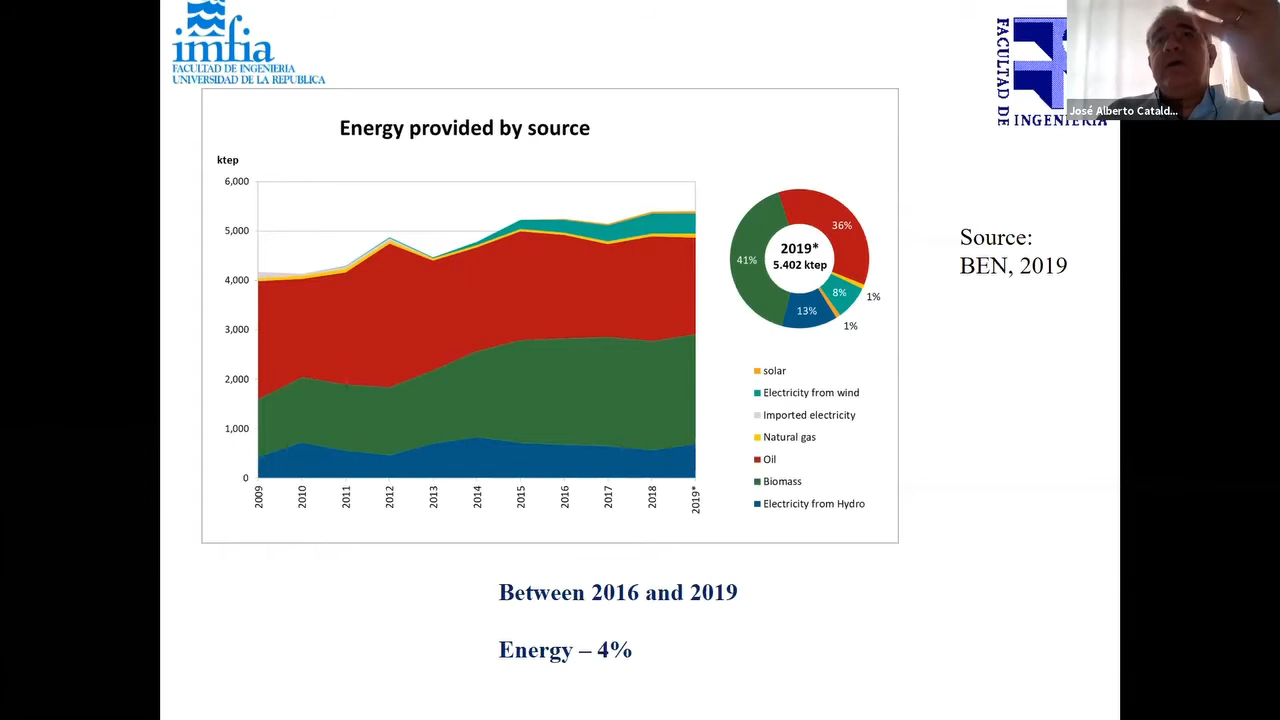 imfia
FACULTAD DE INGENIERIA
UNIVERSIDAD DE LA REPUBLICA
FACULTAD DE INGENIERIA
José Alberto Catald...
Energy provided by source
ktep
6,000
5,000
4,000
3,000
2,000
1,000
0
2009
2010
2011
2012
2013
2014
2015
2016
2017
2018
2019*
2019*
5.402 ktep
36%
1%
8%
1%
13%
41%
solar
Electricity from wind
Imported electricity
Natural gas
Oil
Biomass
Electricity from Hydro
Source:
BEN, 2019
Between 2016 and 2019
Energy – 4%